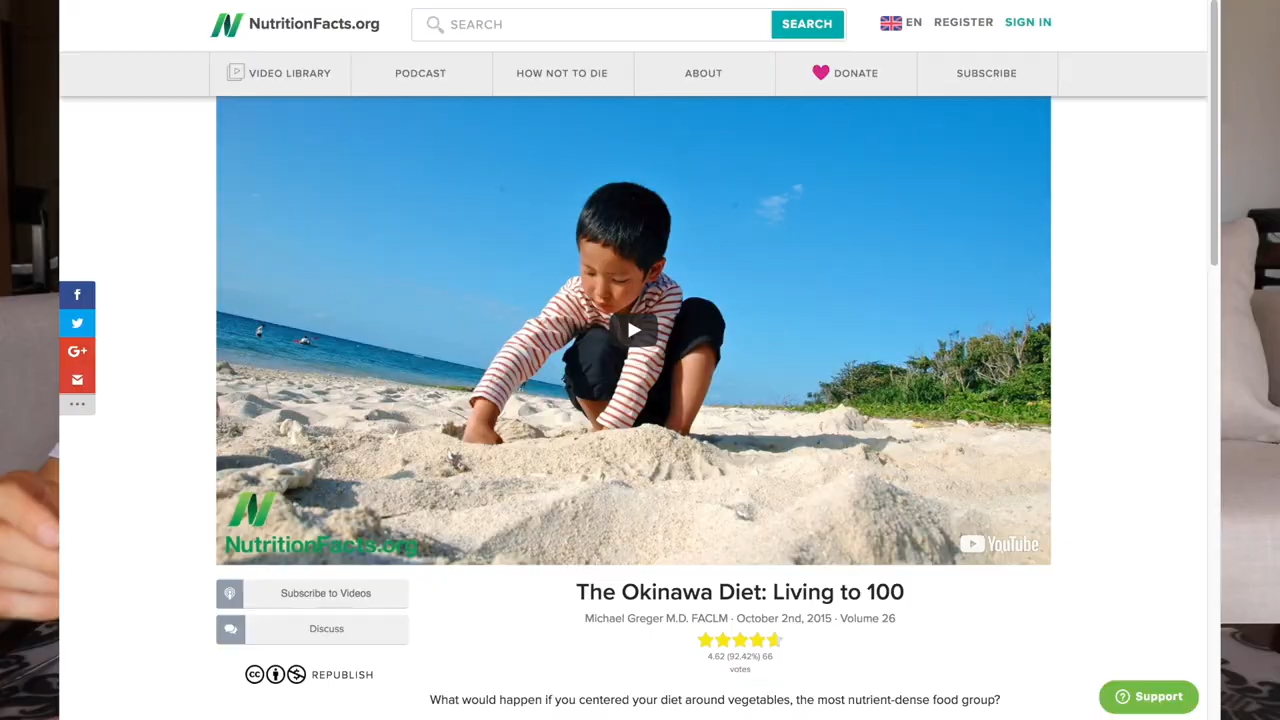 NutritionFacts.org
SEARCH
SEARCH
EN
REGISTER
SIGN IN
VIDEO LIBRARY
PODCAST
HOW NOT TO DIE
ABOUT
DONATE
SUBSCRIBE
f
G+
NutritionFacts.org
YouTube
Subscribe to Videos
Discuss
cc
REPUBLISH
The Okinawa Diet: Living to 100
Michael Greger M.D. FACLM · October 2nd, 2015 · Volume 26
4.62 (92.42%) 66
votes
What would happen if you centered your diet around vegetables, the most nutrient-dense food group?
Support